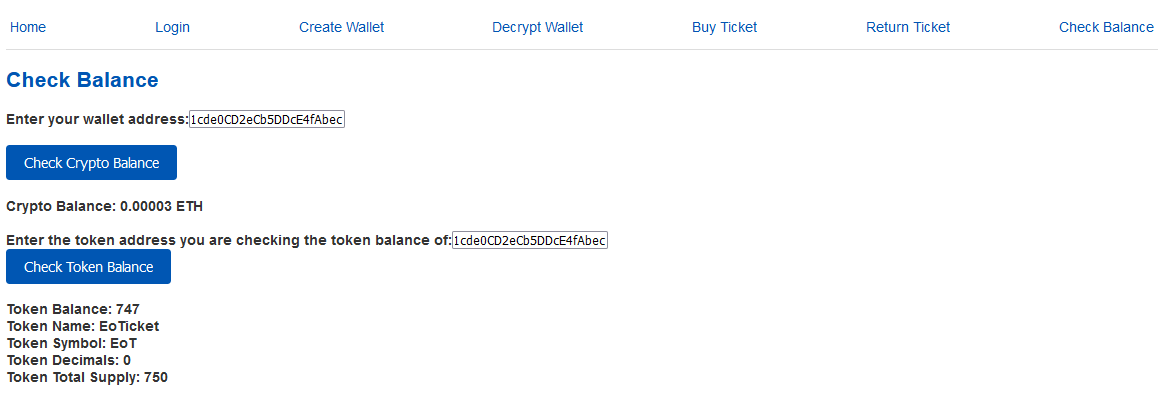 Home Login Create Wallet Decrypt Wallet Buy Ticket Return Ticket Check Balance
Check Balance
Enter your wallet address:1cde0CD2eCb5DDcE4fAbec
Check Crypto Balance
Crypto Balance: 0.00003 ETH
Enter the token address you are checking the token balance of:1cde0CD2eCb5DDcE4fAbec
Check Token Balance
Token Balance: 747
Token Name: EoTicket
Token Symbol: EoT
Token Decimals: 0
Token Total Supply: 750